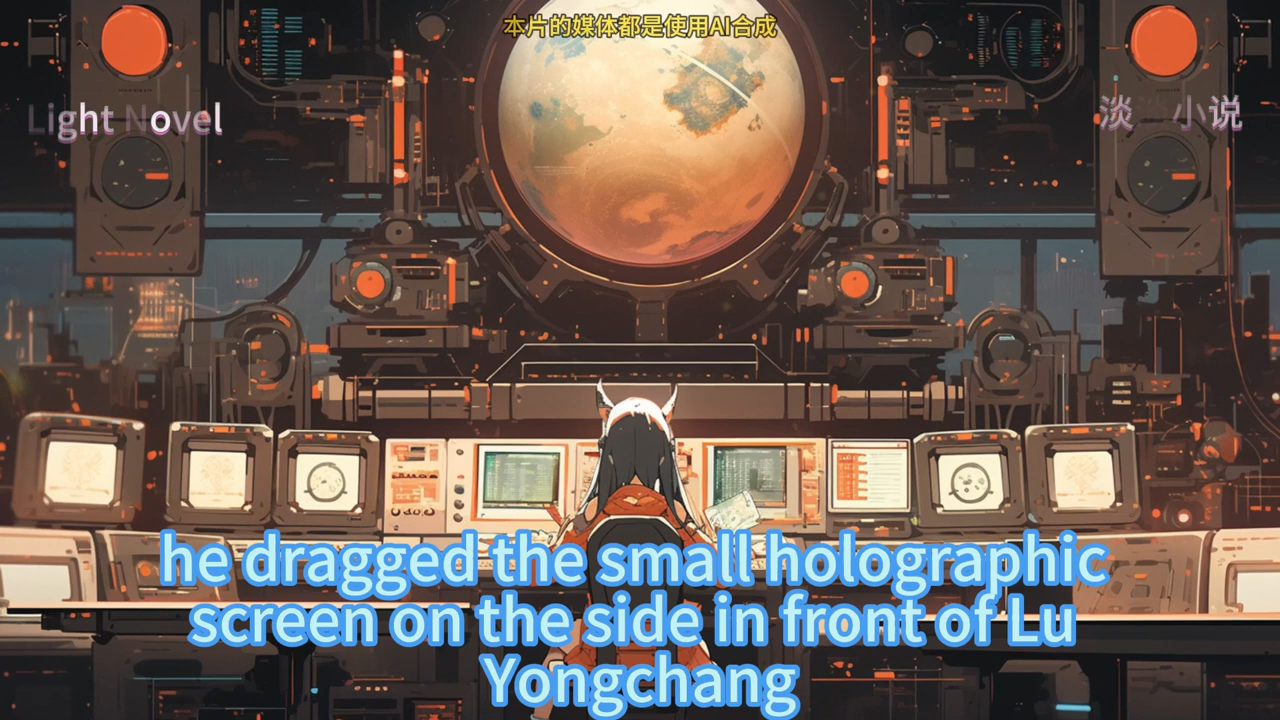 本片的媒体都是使用AI合成
Light Novel
淡 小说
he dragged the small holographic
screen on the side in front of Lu
Yongchang